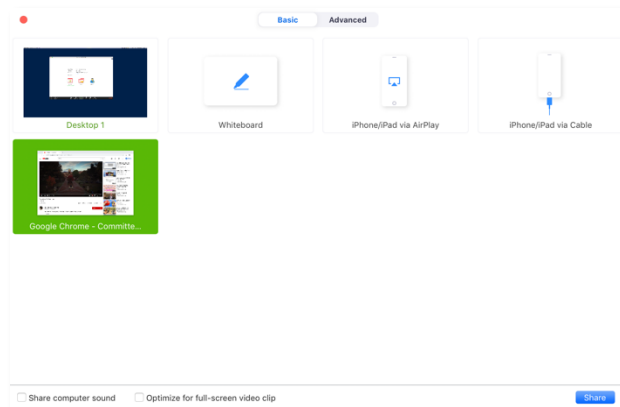 Basic Advanced
Desktop 1 Whiteboard iPhone/iPad via AirPlay iPhone/iPad via Cable
Google Chrome - Committe...
Share computer sound Optimize for full-screen video clip Share